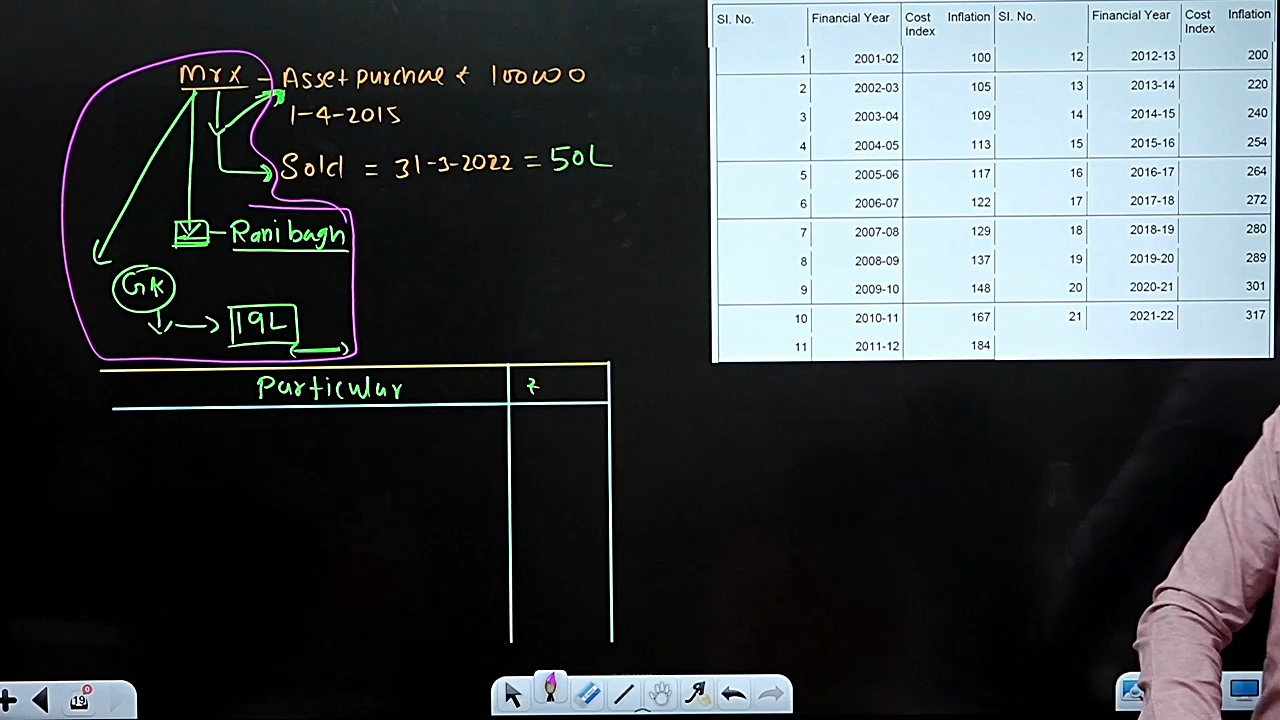 Mr X - Asset purchae ₹ 100000
1-4-2015
Sold = 31-3-2022 = 50L
Rani bagh
GK
19L
Particular ₹
Sl. No. Financial Year Cost Inflation Index Sl. No. Financial Year Cost Inflation Index
1 2001-02 100 12 2012-13 200
2 2002-03 105 13 2013-14 220
3 2003-04 109 14 2014-15 240
4 2004-05 113 15 2015-16 254
5 2005-06 117 16 2016-17 264
6 2006-07 122 17 2017-18 272
7 2007-08 129 18 2018-19 280
8 2008-09 137 19 2019-20 289
9 2009-10 148 20 2020-21 301
10 2010-11 167 21 2021-22 317
11 2011-12 184
19 0